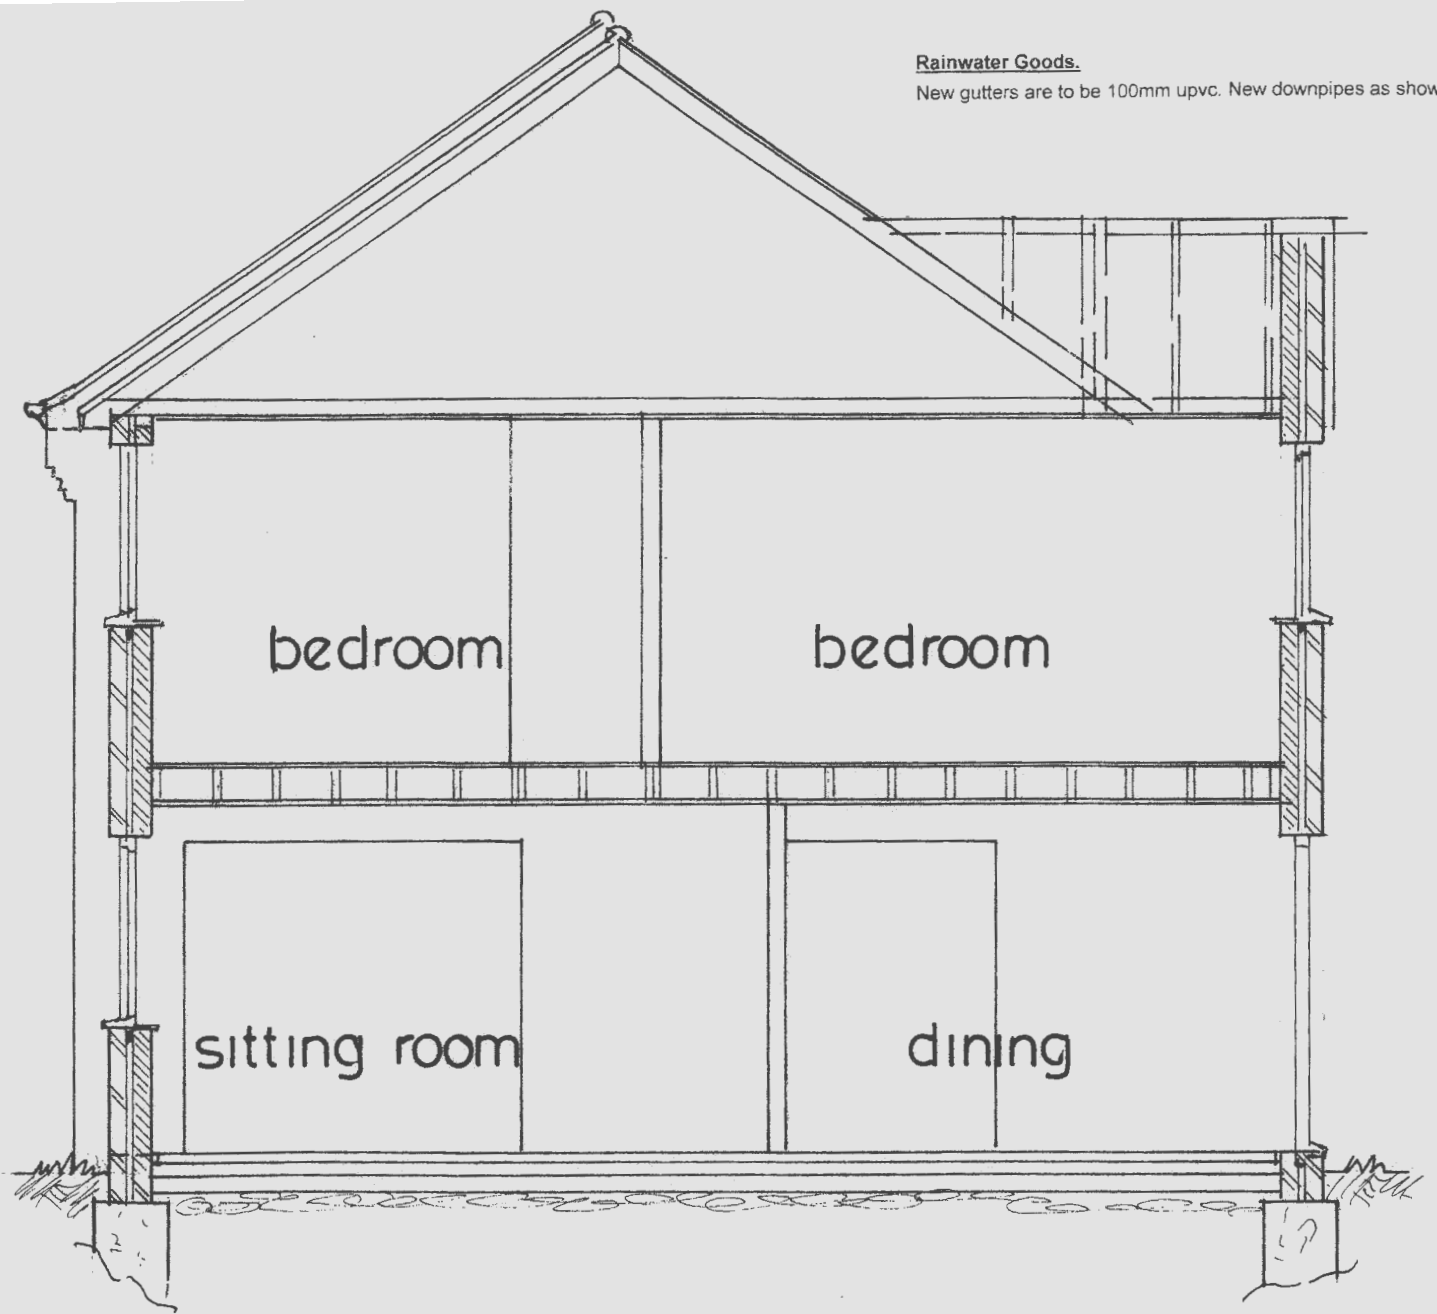 Rainwater Goods.
New gutters are to be 100mm upvc. New downpipes as show
bedroom bedroom
sitting room dining